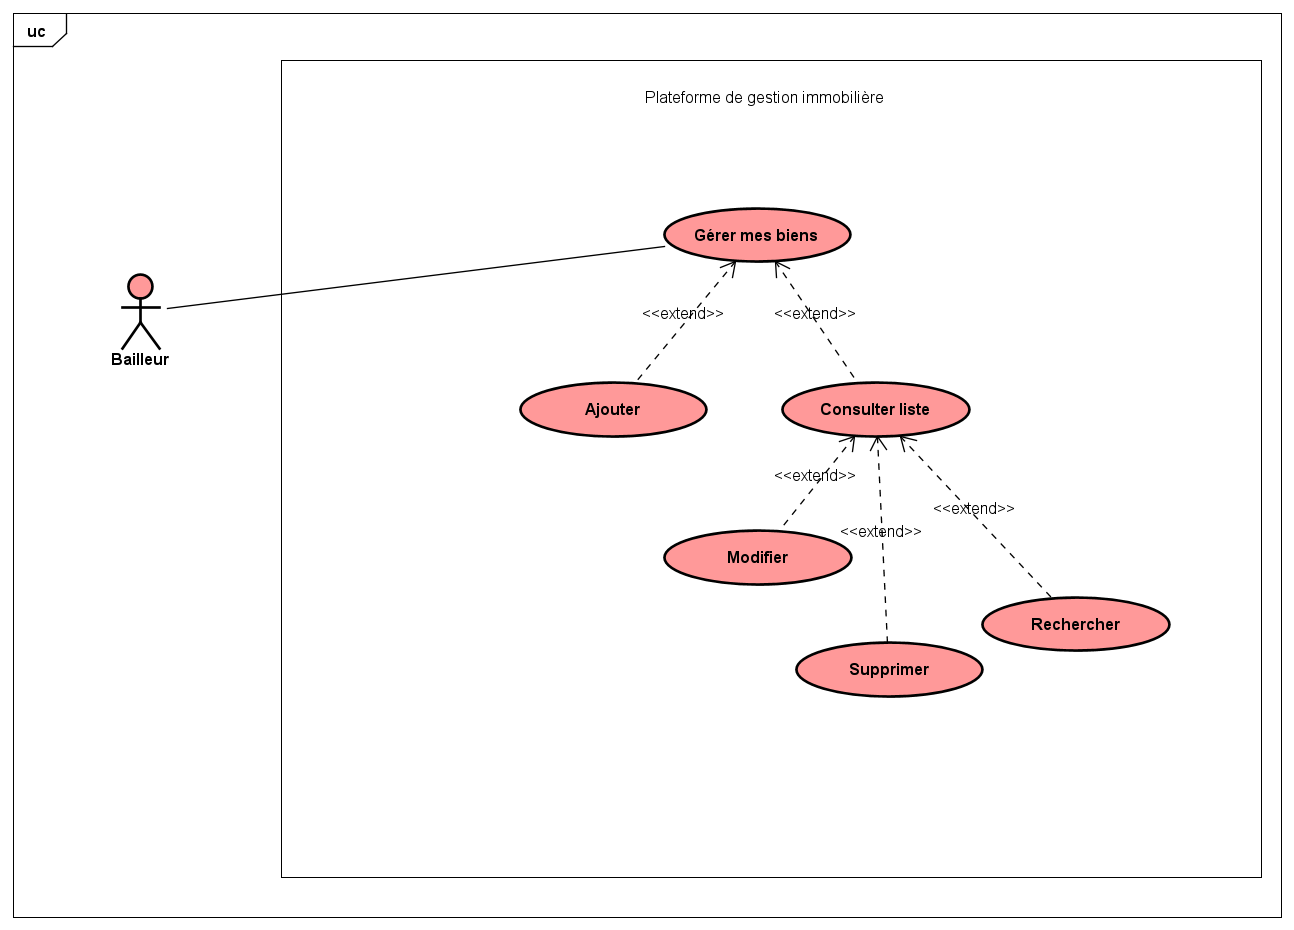 uc
Plateforme de gestion immobilière
Gérer mes biens
<<extend>>
<<extend>>
Bailleur
Ajouter
Consulter liste
<<extend>>
<<extend>>
<<extend>>
Modifier
Rechercher
Supprimer